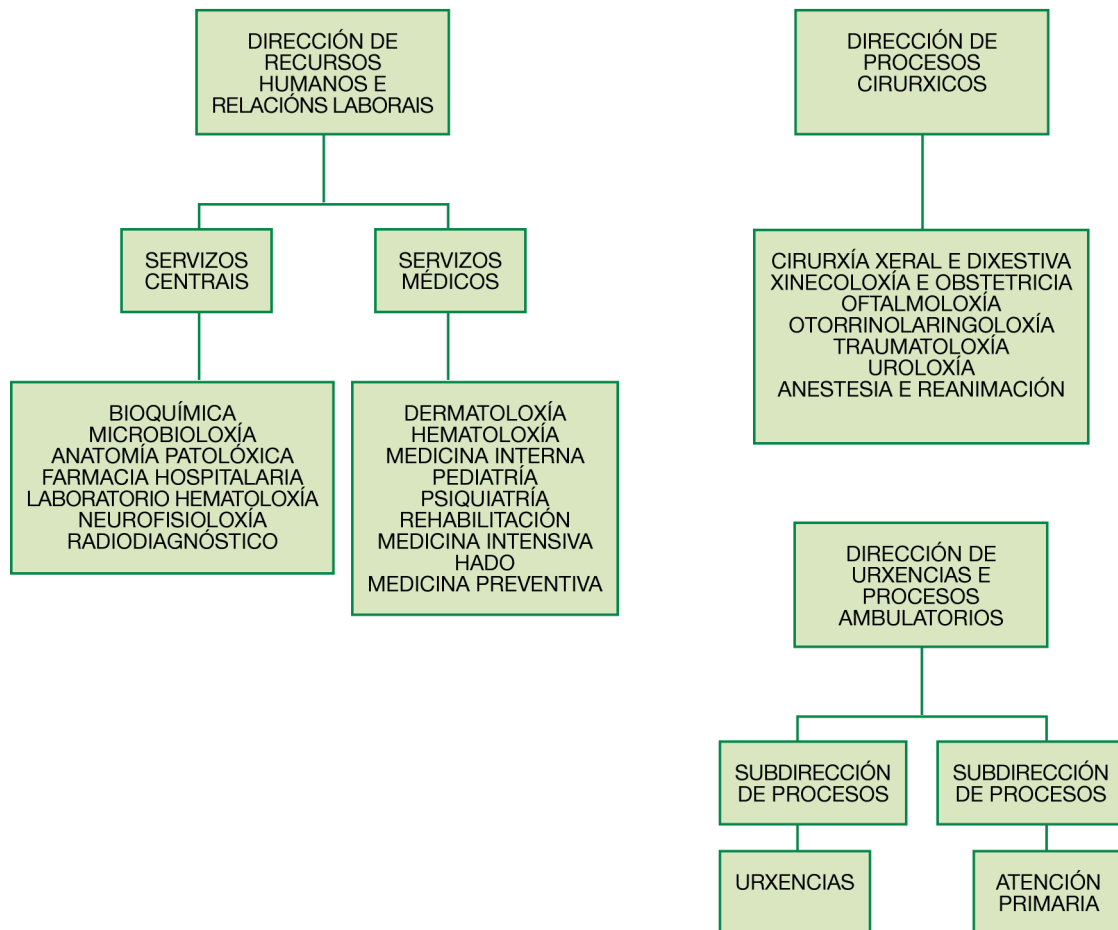 DIRECCIÓN DE
RECURSOS
HUMANOS E
RELACIÓNS LABORAIS
SERVIZOS
CENTRAIS
SERVIZOS
MÉDICOS
BIOQUÍMICA
MICROBIOLOXÍA
ANATOMÍA PATOLÓXICA
FARMACIA HOSPITALARIA
LABORATORIO HEMATOLOXÍA
NEUROFISIOLOXÍA
RADIODIAGNÓSTICO
DERMATOLOXÍA
HEMATOLOXÍA
MEDICINA INTERNA
PEDIATRÍA
PSIQUIATRÍA
REHABILITACIÓN
MEDICINA INTENSIVA
HADO
MEDICINA PREVENTIVA
DIRECCIÓN DE
PROCESOS
CIRURXICOS
CIRURXÍA XERAL E DIXESTIVA
XINECOLOXÍA E OBSTETRICIA
OFTALMOLOXÍA
OTORRINOLARINGOLOXÍA
TRAUMATOLOXÍA
UROLOXÍA
ANESTESIA E REANIMACIÓN
DIRECCIÓN DE
URXENCIAS E
PROCESOS
AMBULATORIOS
SUBDIRECCIÓN
DE PROCESOS
URXENCIAS
SUBDIRECCIÓN
DE PROCESOS
ATENCIÓN
PRIMARIA